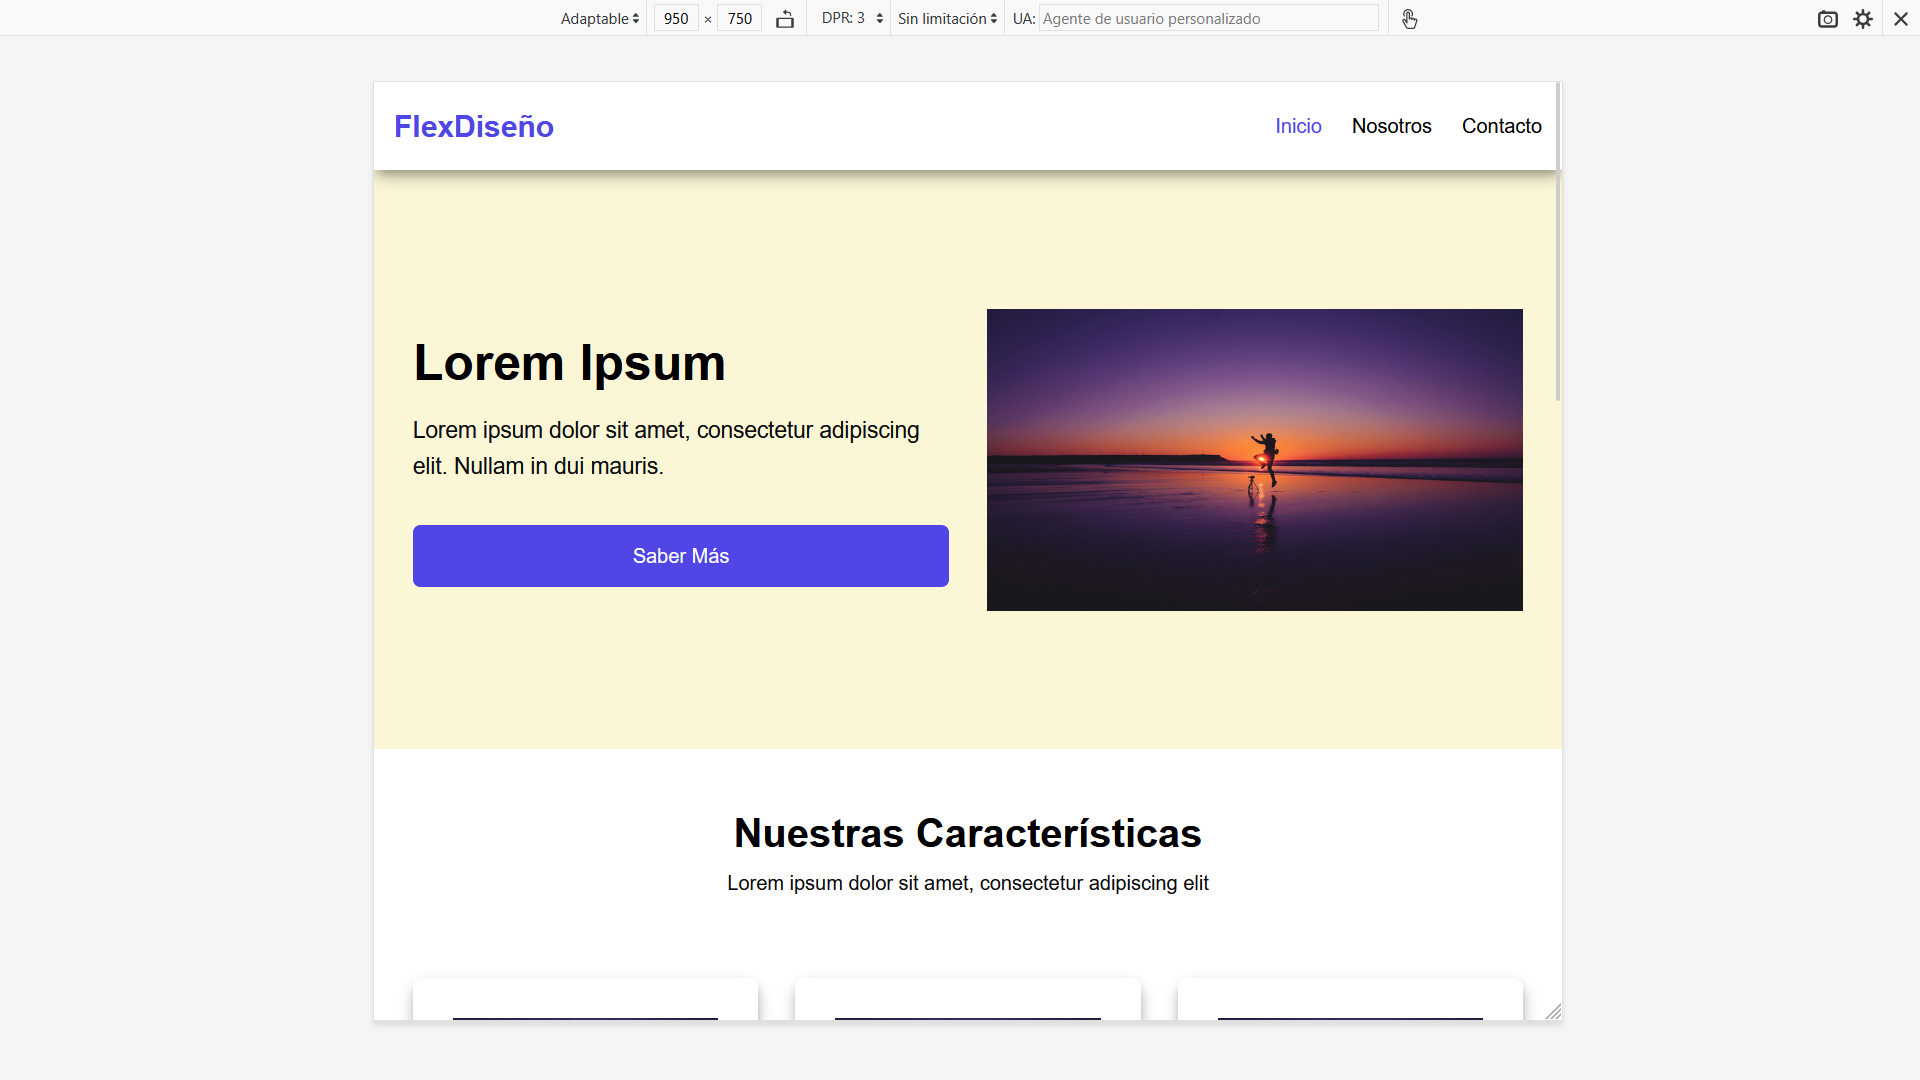 Adaptable 950 × 750 DPR: 3 Sin limitación UA: Agente de usuario personalizado
FlexDiseño Inicio Nosotros Contacto
Lorem Ipsum
Lorem ipsum dolor sit amet, consectetur adipiscing
elit. Nullam in dui mauris.
Saber Más
Nuestras Características
Lorem ipsum dolor sit amet, consectetur adipiscing elit